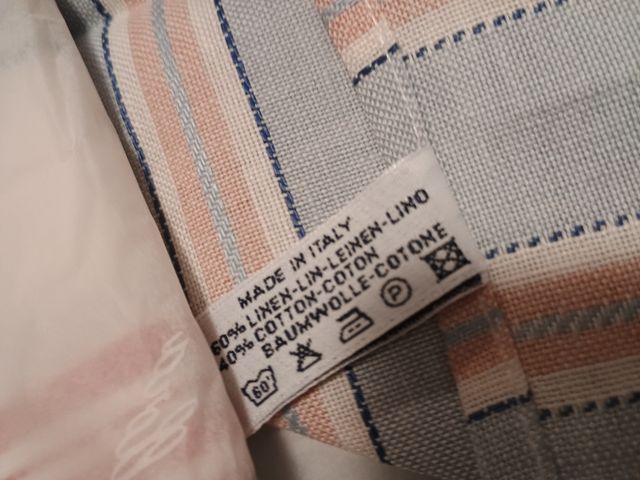 MADE IN ITALY
60% LINEN-LIN-LEINEN-LINO
40% COTTON-COTON
BAUMWOLLE-COTONE
60° P